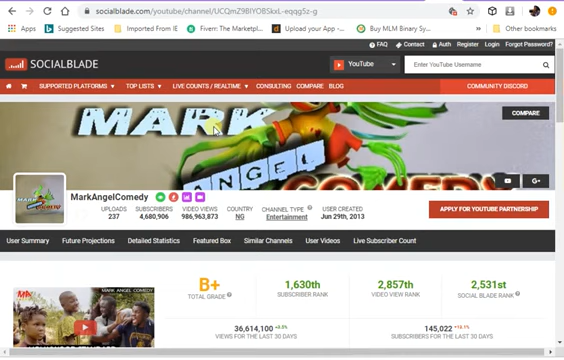 socialblade.com/youtube/channel/UCQmZ9BIYOBSkxL-eqqgSz-g
Apps Suggested Sites Imported From IE Fiverr: The Marketpl... Upload your App -... Buy MLM Binary Sy... » Other bookmarks
FAQ Contact Auth Register Login Forgot Password?
SOCIALBLADE YouTube Enter YouTube Username
SUPPORTED PLATFORMS TOP LISTS LIVE COUNTS / REALTIME CONSULTING COMPARE BLOG COMMUNITY DISCORD
COMPARE
MARK
ANGEL
COMEDY
G+
MarkAngelComedy
UPLOADS VIDEO VIEWS COUNTRY CHANNEL TYPE USER CREATED
SUBSCRIBERS
237 4,680,906 986,963,873 NG Entertainment Jun 29th, 2013
APPLY FOR YOUTUBE PARTNERSHIP
User Summary Future Projections Detailed Statistics Featured Box Similar Channels User Videos Live Subscriber Count
MARK ANGEL COMEDY
B+ 1,630th 2,857th 2,531st
TOTAL GRADE SUBSCRIBER RANK VIDEO VIEW RANK SOCIAL BLADE RANK
36,614,100 145,022
VIEWS FOR THE LAST 30 DAYS SUBSCRIBERS FOR THE LAST 30 DAYS